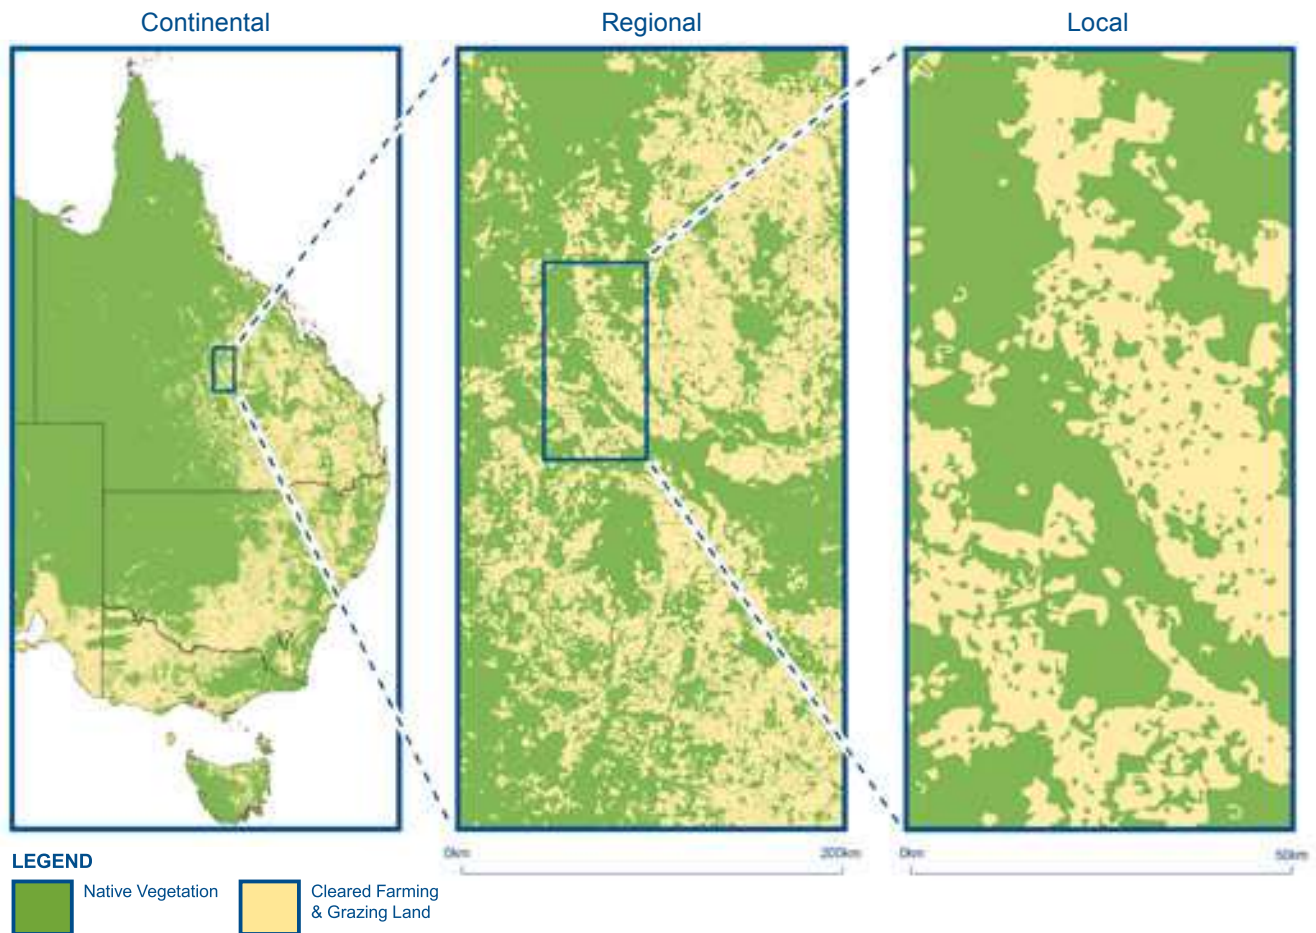 Continental
Regional
Local
0km
200km
0km
50km
LEGEND
Native Vegetation
Cleared Farming
& Grazing Land